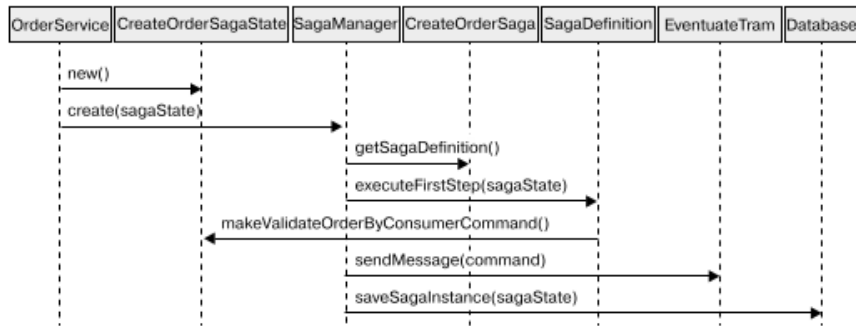 OrderService CreateOrderSagaState SagaManager CreateOrderSaga SagaDefinition EventuateTram Database
new()
create(sagaState)
getSagaDefinition()
executeFirstStep(sagaState)
makeValidateOrderByConsumerCommand()
sendMessage(command)
saveSagaInstance(sagaState)